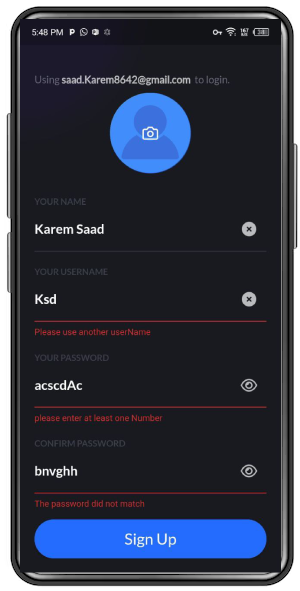 5:48 PM
Using saad.Karem8642@gmail.com to login.
YOUR NAME
Karem Saad
YOUR USERNAME
Ksd
Please use another userName
YOUR PASSWORD
acscdAc
please enter at least one Number
CONFIRM PASSWORD
bnvghh
The password did not match
Sign Up